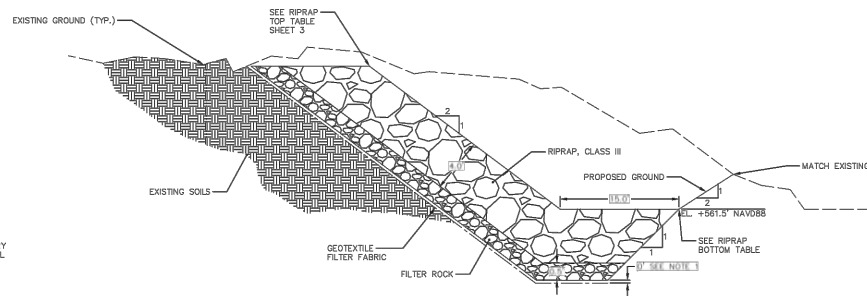 EXISTING GROUND (TYP.)
SEE RIPRAP
TOP TABLE
SHEET 3
2
1
RIPRAP, CLASS III
4.0'
PROPOSED GROUND
MATCH EXISTING
1
2
15.0'
EL. +561.5' NAVD88
EXISTING SOILS
SEE RIPRAP
BOTTOM TABLE
1
1
GEOTEXTILE
FILTER FABRIC
FILTER ROCK
0' SEE NOTE 1